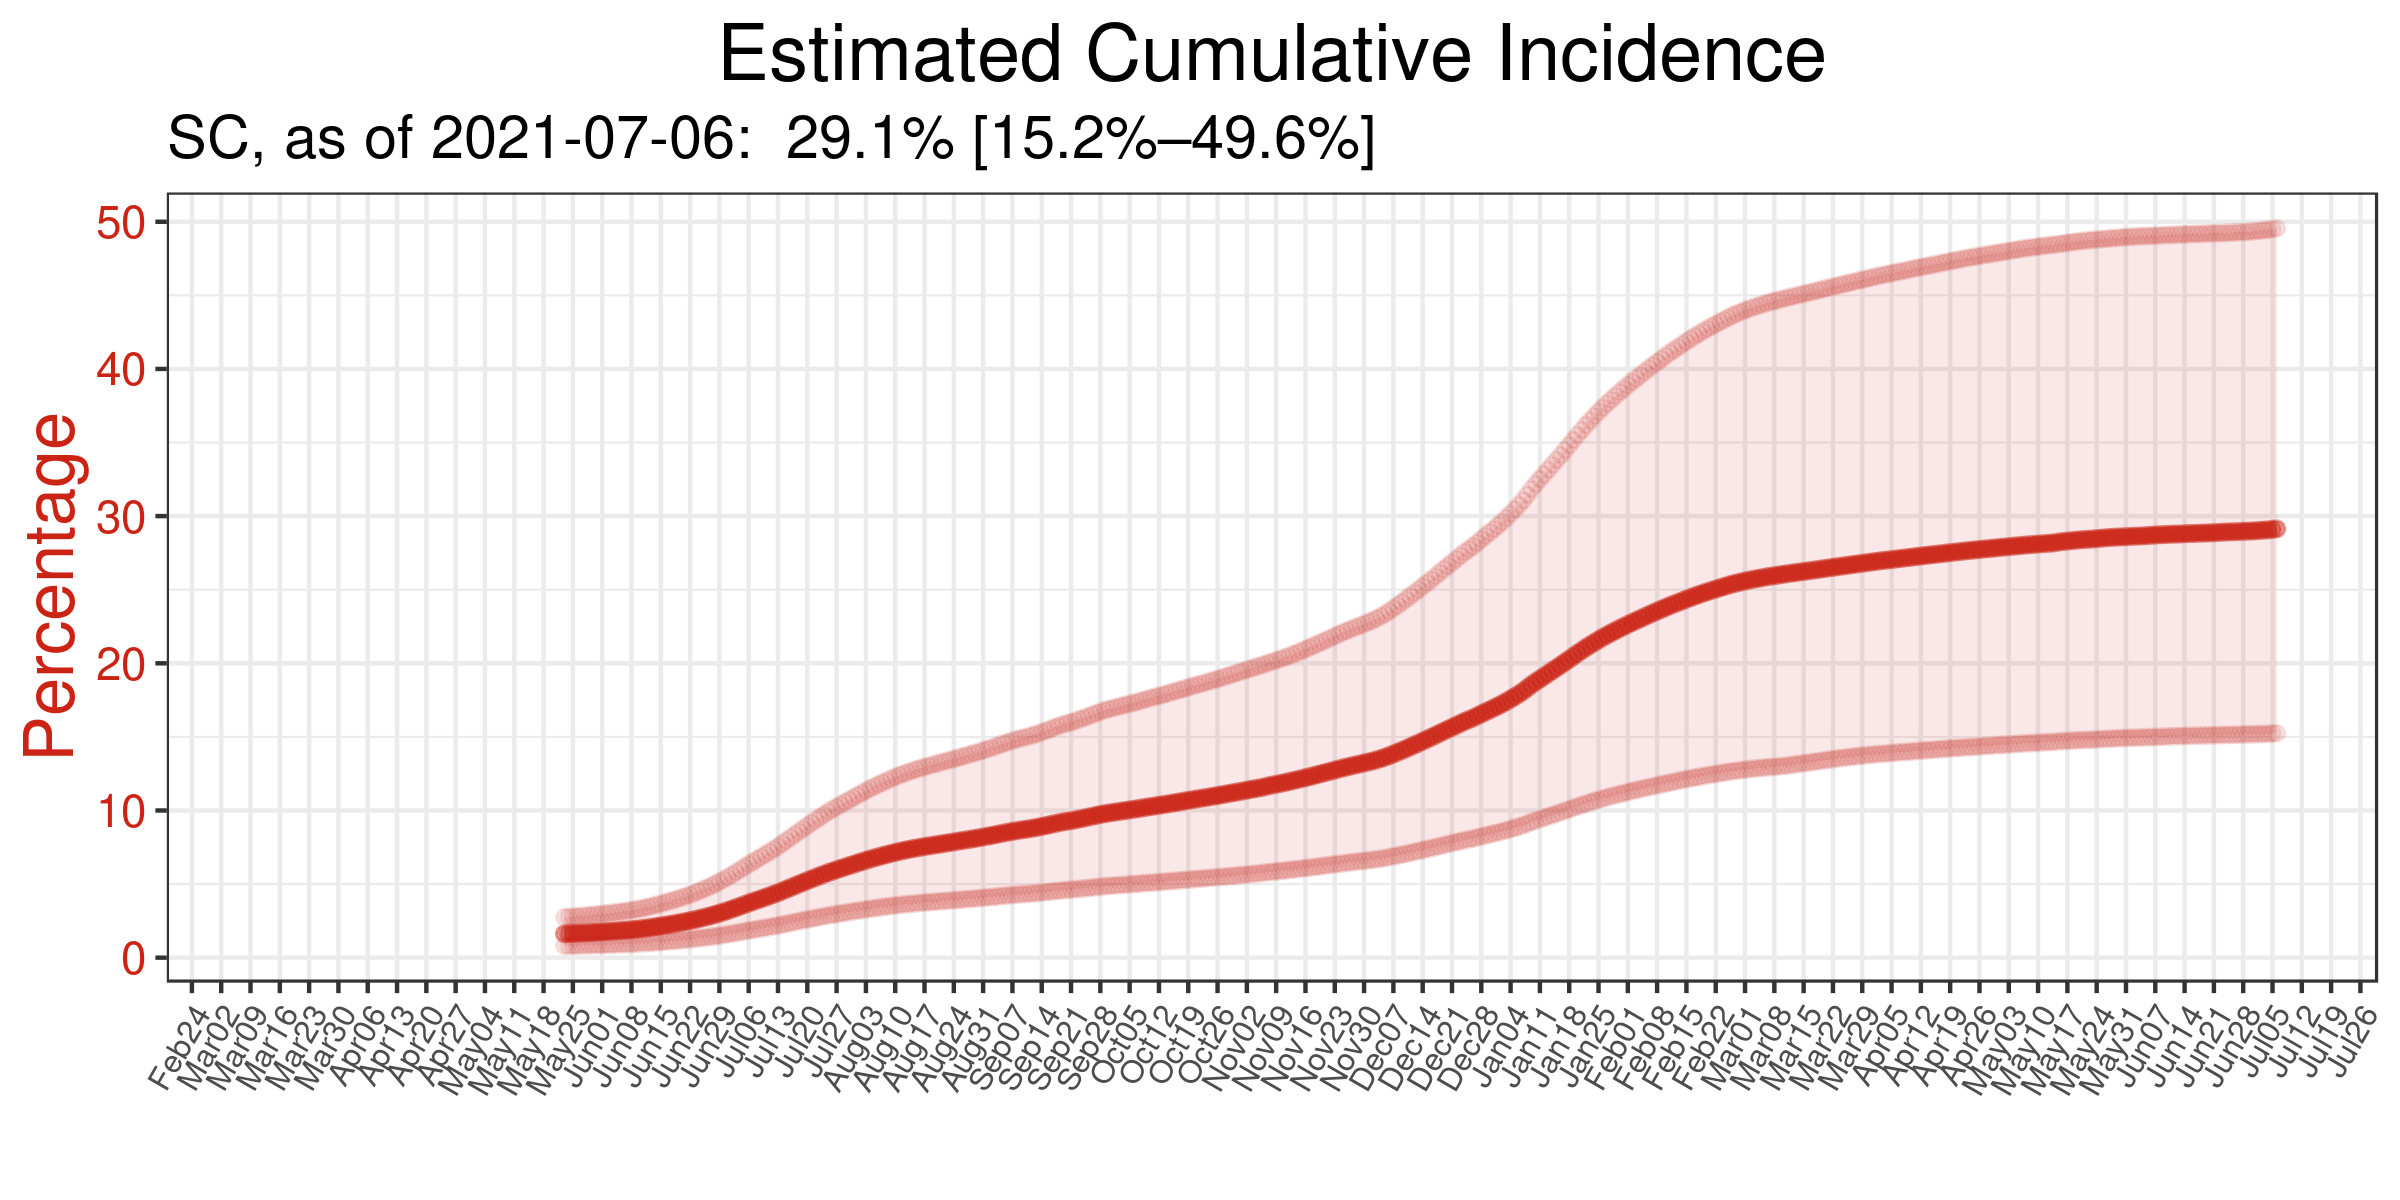 Estimated Cumulative Incidence
SC, as of 2021-07-06:  29.1% [15.2%–49.6%]
Percentage
50
40
30
20
10
0
Feb24
Mar02
Mar09
Mar16
Mar23
Mar30
Apr06
Apr13
Apr20
Apr27
May04
May11
May18
May25
Jun01
Jun08
Jun15
Jun22
Jun29
Jul06
Jul13
Jul20
Jul27
Aug03
Aug10
Aug17
Aug24
Aug31
Sep07
Sep14
Sep21
Sep28
Oct05
Oct12
Oct19
Oct26
Nov02
Nov09
Nov16
Nov23
Nov30
Dec07
Dec14
Dec21
Dec28
Jan04
Jan11
Jan18
Jan25
Feb01
Feb08
Feb15
Feb22
Mar01
Mar08
Mar15
Mar22
Mar29
Apr05
Apr12
Apr19
Apr26
May03
May10
May17
May24
May31
Jun07
Jun14
Jun21
Jun28
Jul05
Jul12
Jul19
Jul26